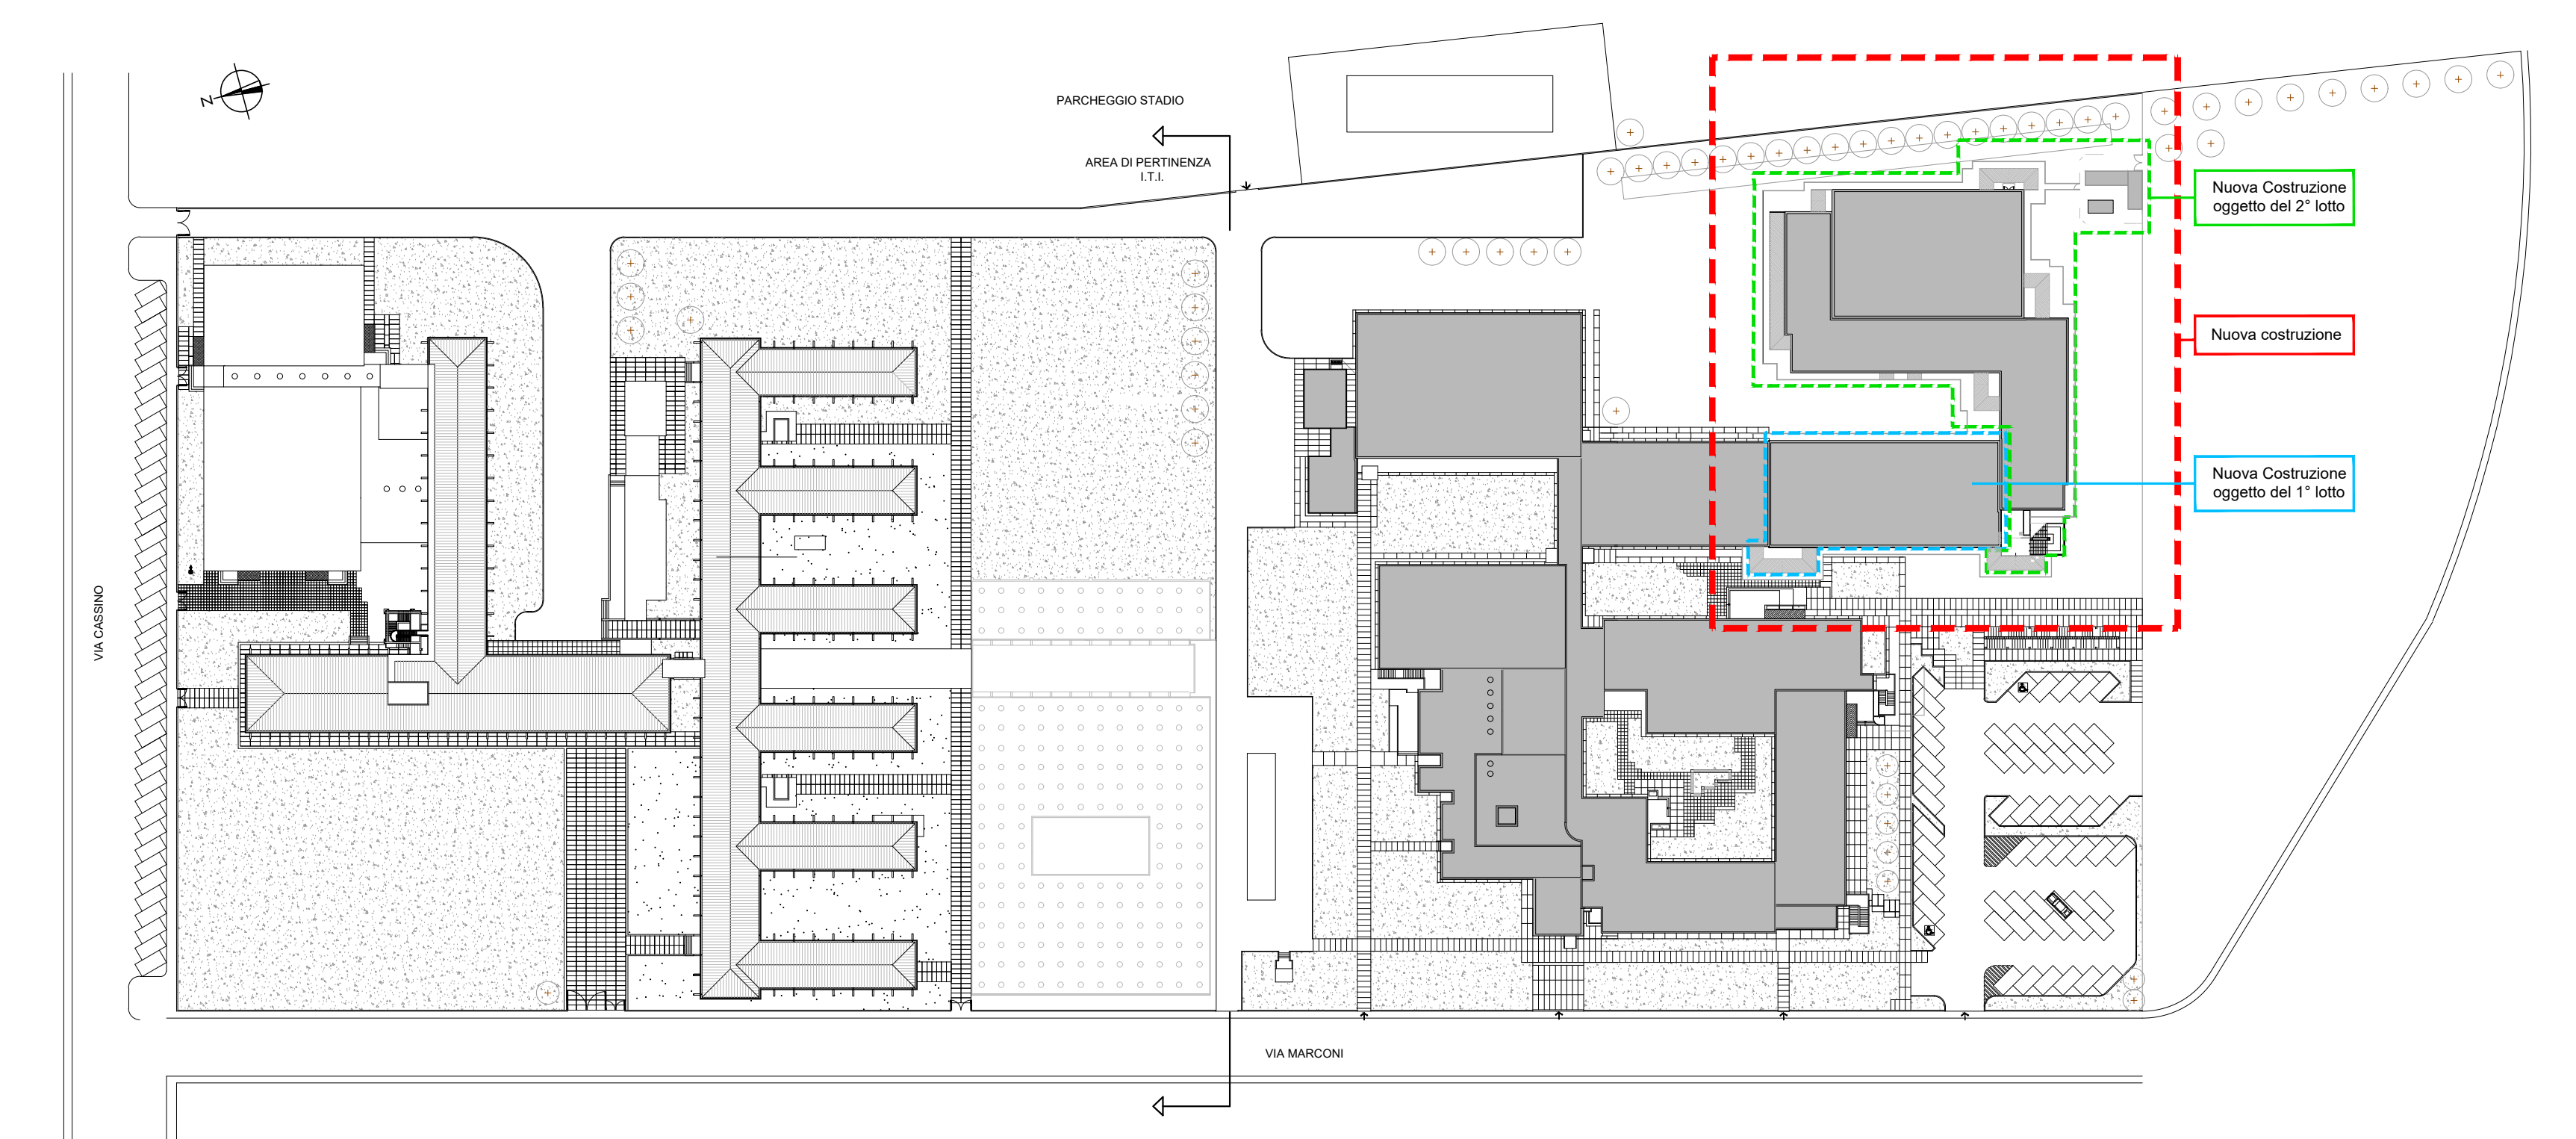 N
PARCHEGGIO STADIO
AREA DI PERTINENZA
I.T.I.
Nuova Costruzione
oggetto del 2° lotto
Nuova costruzione
Nuova Costruzione
oggetto del 1° lotto
VIA CASSINO
VIA MARCONI